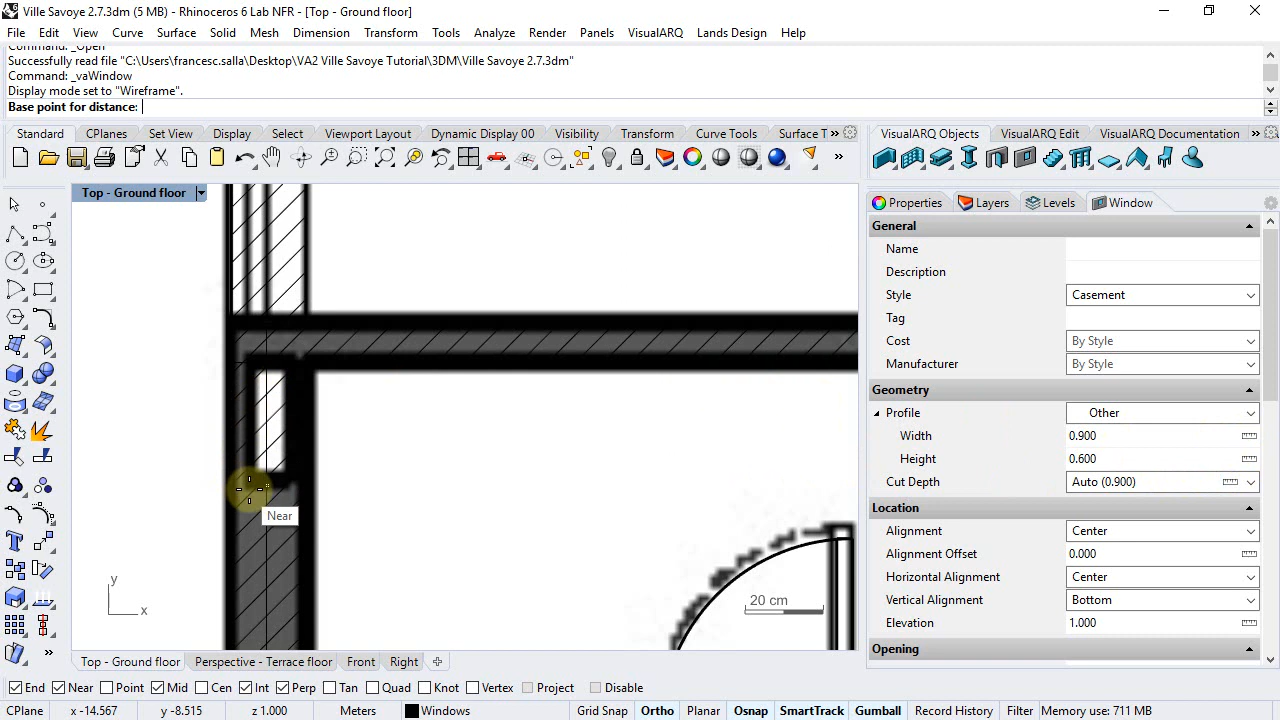 Ville Savoye 2.7.3dm (5 MB) - Rhinoceros 6 Lab NFR - [Top - Ground floor]
File Edit View Curve Surface Solid Mesh Dimension Transform Tools Analyze Render Panels VisualARQ Lands Design Help
Command: _Open
Successfully read file "C:\Users\francesc.salla\Desktop\VA2 Ville Savoye Tutorial\3DM\Ville Savoye 2.7.3dm"
Command: _vaWindow
Display mode set to "Wireframe".
Base point for distance:
Standard CPlanes Set View Display Select Viewport Layout Dynamic Display 00 Visibility Transform Curve Tools Surface T »
VisualARQ Objects VisualARQ Edit VisualARQ Documentation »
Top - Ground floor
Properties Layers Levels Window
General
Name
Description
Style Casement
Tag
Cost By Style
Manufacturer By Style
Geometry
Profile Other
Width 0.900
Height 0.600
Cut Depth Auto (0.900)
Location
Alignment Center
Alignment Offset 0.000
Horizontal Alignment Center
Vertical Alignment Bottom
Elevation 1.000
Opening
Near
y
x
20 cm
Top - Ground floor Perspective - Terrace floor Front Right
End Near Point Mid Cen Int Perp Tan Quad Knot Vertex Project Disable
CPlane x -14.567 y -8.515 z 1.000 Meters Windows Grid Snap Ortho Planar Osnap SmartTrack Gumball Record History Filter Memory use: 711 MB